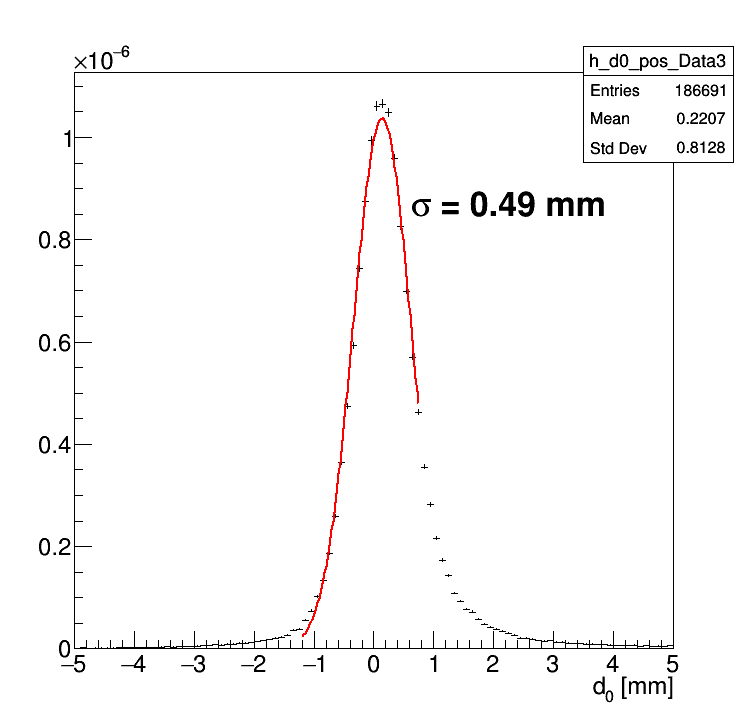 ×10⁻⁶
h_d0_pos_Data3
Entries 186691
Mean 0.2207
Std Dev 0.8128
σ = 0.49 mm
1
0.8
0.6
0.4
0.2
0
−5 −4 −3 −2 −1 0 1 2 3 4 5
d₀ [mm]